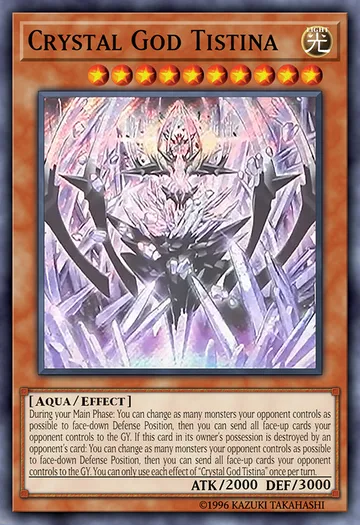 CRYSTAL GOD TISTINA
LIGHT
光
[AQUA/EFFECT]
During your Main Phase: You can change as many monsters your opponent controls as
possible to face-down Defense Position, then you can send all face-up cards your
opponent controls to the GY. If this card in its owner's possession is destroyed by an
opponent's card: You can change as many monsters your opponent controls as possible
to face-down Defense Position, then you can send all face-up cards your opponent
controls to the GY. You can only use each effect of "Crystal God Tistina" once per turn.
ATK/2000 DEF/3000
©1996 KAZUKI TAKAHASHI